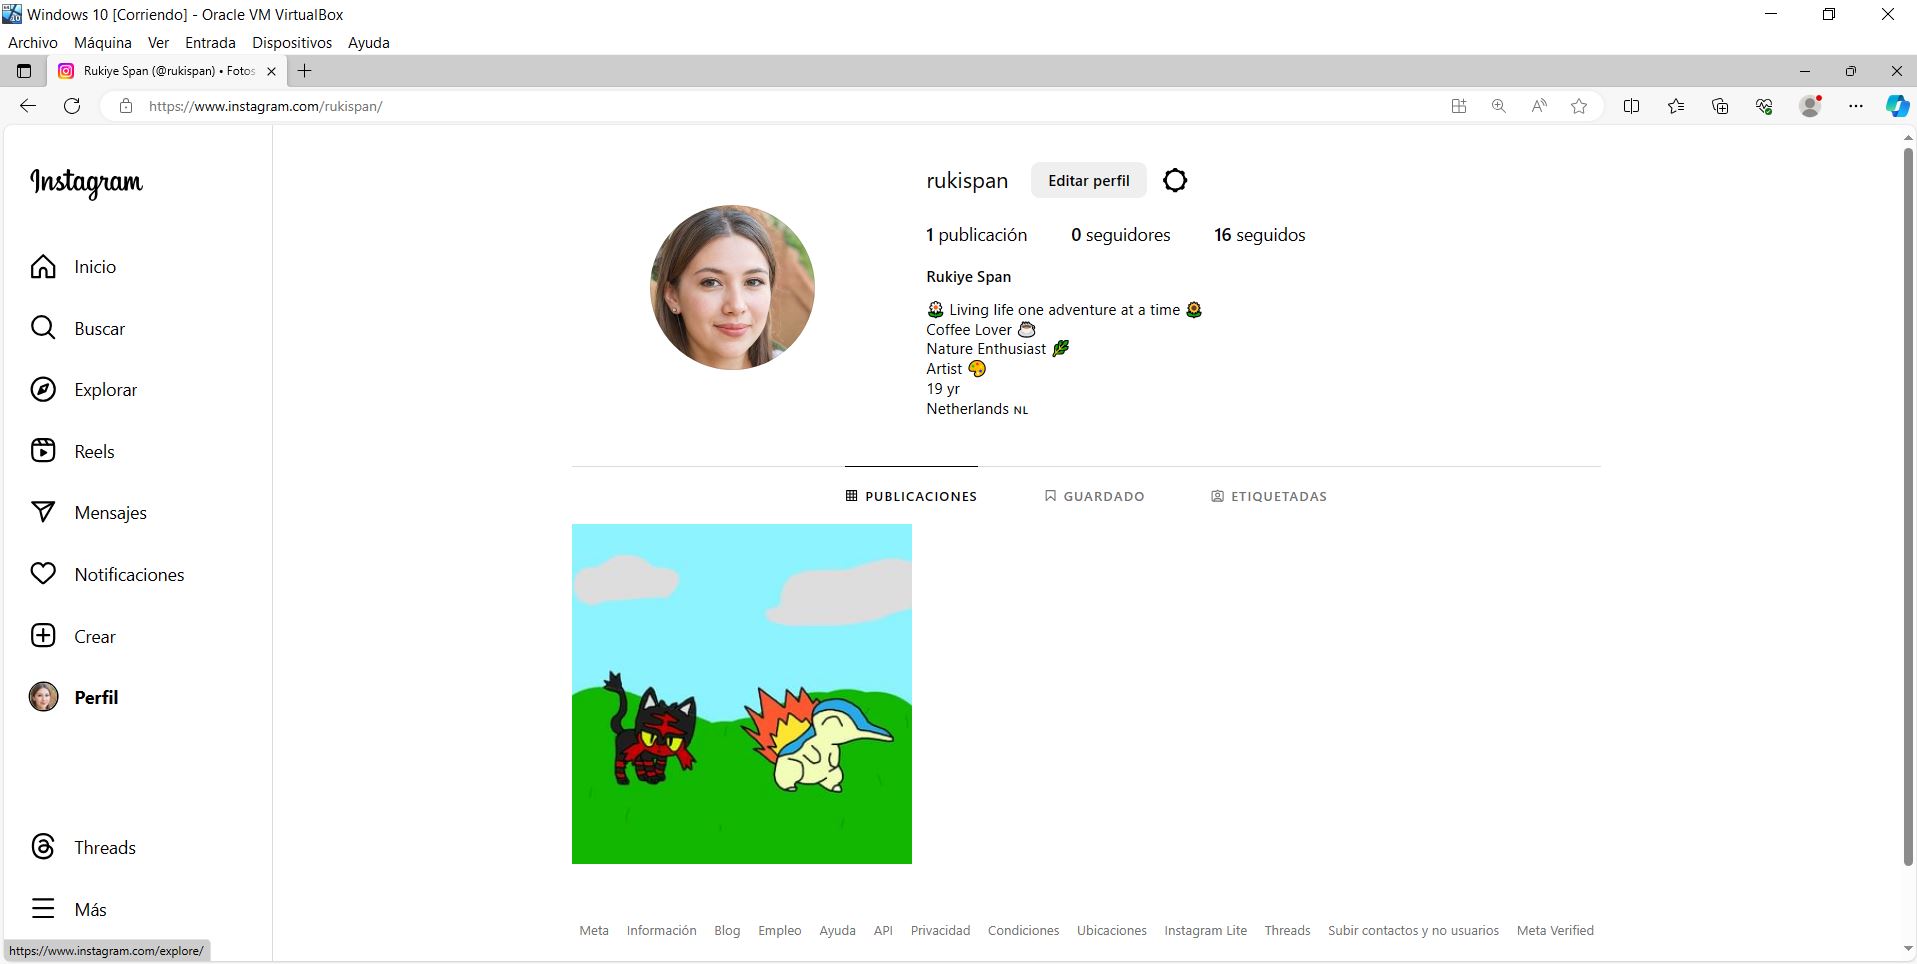 Windows 10 [Corriendo] - Oracle VM VirtualBox
Archivo Máquina Ver Entrada Dispositivos Ayuda
Rukiye Span (@rukispan) • Fotos
https://www.instagram.com/rukispan/
Instagram
Inicio
Buscar
Explorar
Reels
Mensajes
Notificaciones
Crear
Perfil
Threads
Más
rukispan Editar perfil
1 publicación 0 seguidores 16 seguidos
Rukiye Span
🌼 Living life one adventure at a time 🌻
Coffee Lover ☕
Nature Enthusiast 🌿
Artist 🎨
19 yr
Netherlands NL
PUBLICACIONES GUARDADO ETIQUETADAS
Meta Información Blog Empleo Ayuda API Privacidad Condiciones Ubicaciones Instagram Lite Threads Subir contactos y no usuarios Meta Verified
https://www.instagram.com/explore/